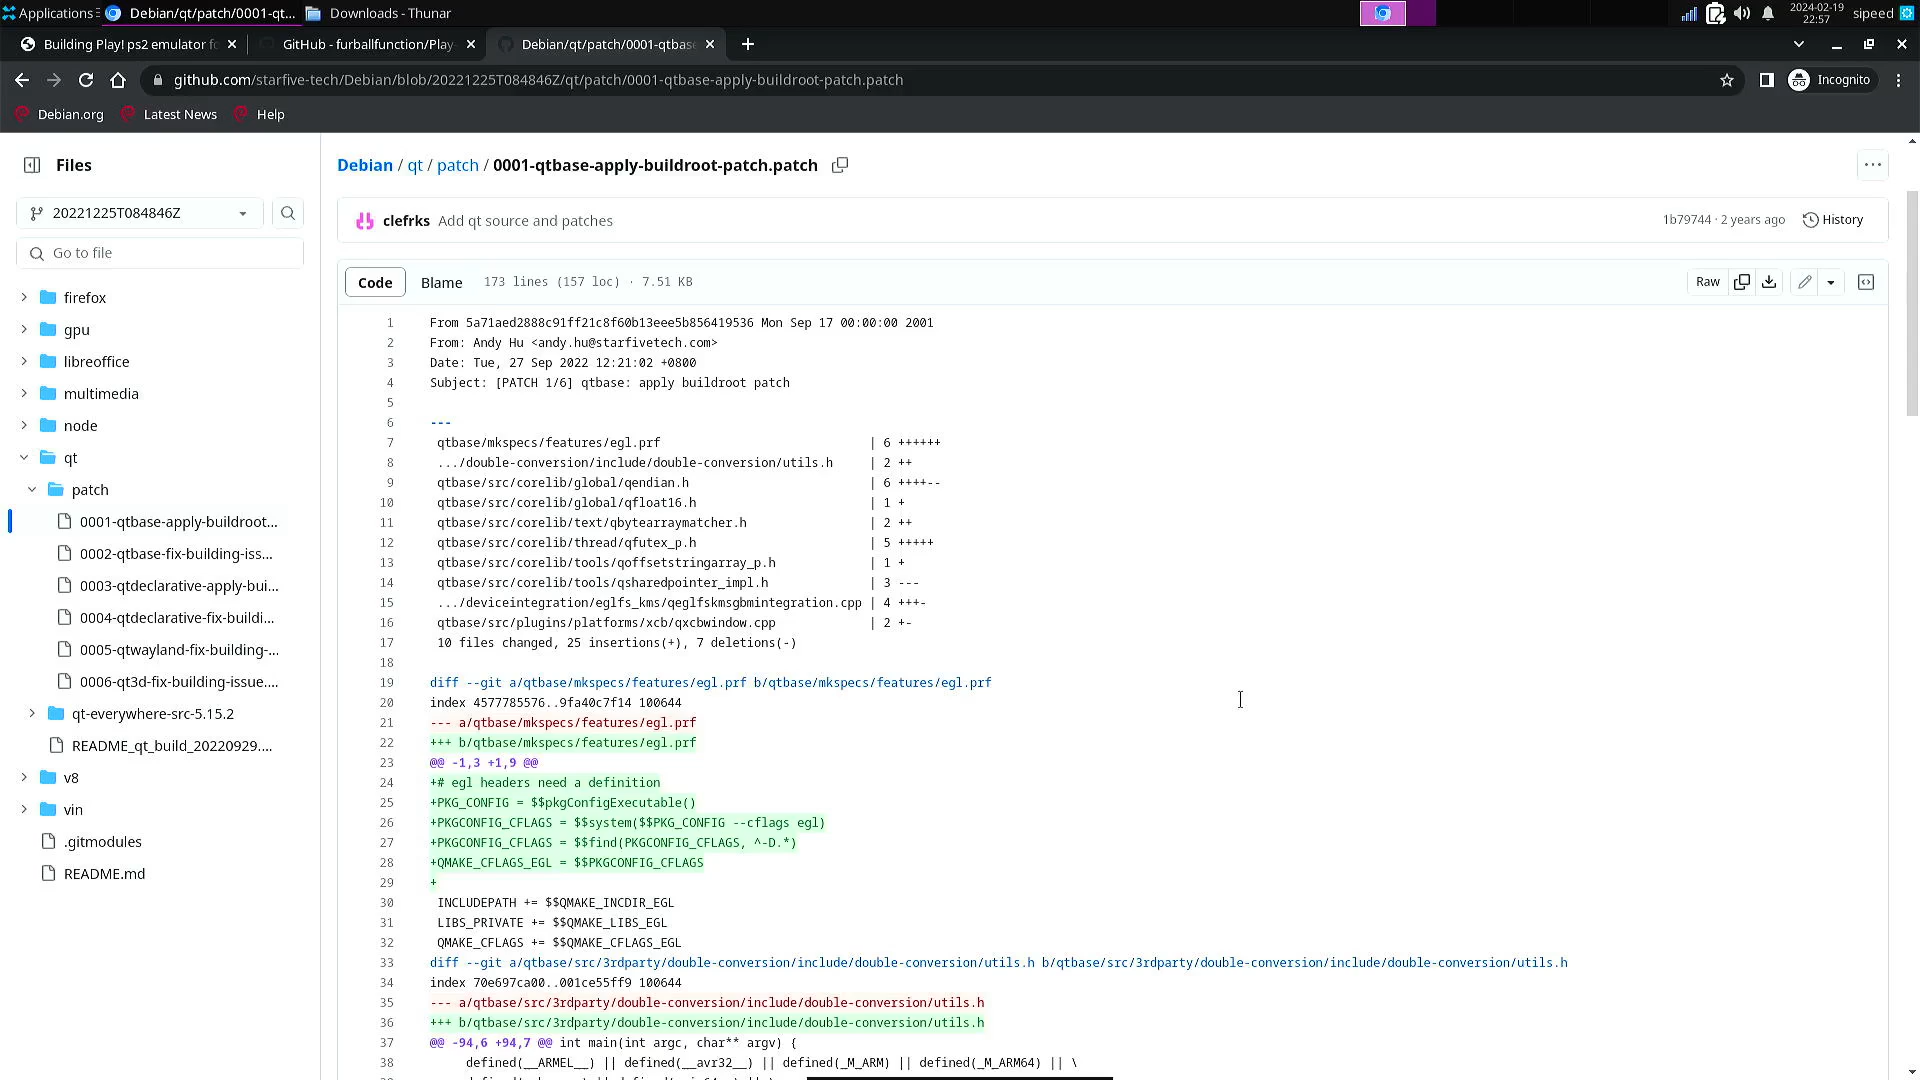 Applications
Debian/qt/patch/0001-qt...
Downloads - Thunar
2024-02-19
22:57
sipeed
Building Play! ps2 emulator fo
GitHub - furballfunction/Play-
Debian/qt/patch/0001-qtbase
github.com/starfive-tech/Debian/blob/20221225T084846Z/qt/patch/0001-qtbase-apply-buildroot-patch.patch
Incognito
Debian.org
Latest News
Help
Files
20221225T084846Z
Go to file
firefox
gpu
libreoffice
multimedia
node
qt
patch
0001-qtbase-apply-buildroot...
0002-qtbase-fix-building-iss...
0003-qtdeclarative-apply-bui...
0004-qtdeclarative-fix-buildi...
0005-qtwayland-fix-building-...
0006-qt3d-fix-building-issue....
qt-everywhere-src-5.15.2
README_qt_build_20220929....
v8
vin
.gitmodules
README.md
Debian / qt / patch / 0001-qtbase-apply-buildroot-patch.patch
clefrks Add qt source and patches
1b79744 · 2 years ago
History
Code
Blame
173 lines (157 loc) · 7.51 KB
Raw
1 From 5a71aed2888c91ff21c8f60b13eee5b856419536 Mon Sep 17 00:00:00 2001
2 From: Andy Hu <andy.hu@starfivetech.com>
3 Date: Tue, 27 Sep 2022 12:21:02 +0800
4 Subject: [PATCH 1/6] qtbase: apply buildroot patch
5
6 ---
7 qtbase/mkspecs/features/egl.prf | 6 ++++++
8 .../double-conversion/include/double-conversion/utils.h | 2 ++
9 qtbase/src/corelib/global/qendian.h | 6 ++++--
10 qtbase/src/corelib/global/qfloat16.h | 1 +
11 qtbase/src/corelib/text/qbytearraymatcher.h | 2 ++
12 qtbase/src/corelib/thread/qfutex_p.h | 5 +++++
13 qtbase/src/corelib/tools/qoffsetstringarray_p.h | 1 +
14 qtbase/src/corelib/tools/qsharedpointer_impl.h | 3 ---
15 .../deviceintegration/eglfs_kms/qeglfskmsgbmintegration.cpp | 4 +++-
16 qtbase/src/plugins/platforms/xcb/qxcbwindow.cpp | 2 +-
17 10 files changed, 25 insertions(+), 7 deletions(-)
18
19 diff --git a/qtbase/mkspecs/features/egl.prf b/qtbase/mkspecs/features/egl.prf
20 index 4577785576..9fa40c7f14 100644
21 --- a/qtbase/mkspecs/features/egl.prf
22 +++ b/qtbase/mkspecs/features/egl.prf
23 @@ -1,3 +1,9 @@
24 +# egl headers need a definition
25 +PKG_CONFIG = $$pkgConfigExecutable()
26 +PKGCONFIG_CFLAGS = $$system($$PKG_CONFIG --cflags egl)
27 +PKGCONFIG_CFLAGS = $$find(PKGCONFIG_CFLAGS, ^-D.*)
28 +QMAKE_CFLAGS_EGL = $$PKGCONFIG_CFLAGS
29 +
30 INCLUDEPATH += $$QMAKE_INCDIR_EGL
31 LIBS_PRIVATE += $$QMAKE_LIBS_EGL
32 QMAKE_CFLAGS += $$QMAKE_CFLAGS_EGL
33 diff --git a/qtbase/src/3rdparty/double-conversion/include/double-conversion/utils.h b/qtbase/src/3rdparty/double-conversion/include/double-conversion/utils.h
34 index 70e697ca00..001ce55ff9 100644
35 --- a/qtbase/src/3rdparty/double-conversion/include/double-conversion/utils.h
36 +++ b/qtbase/src/3rdparty/double-conversion/include/double-conversion/utils.h
37 @@ -94,6 +94,7 @@ int main(int argc, char** argv) {
38 defined(__ARMEL__) || defined(__avr32__) || defined(_M_ARM) || defined(_M_ARM64) || \